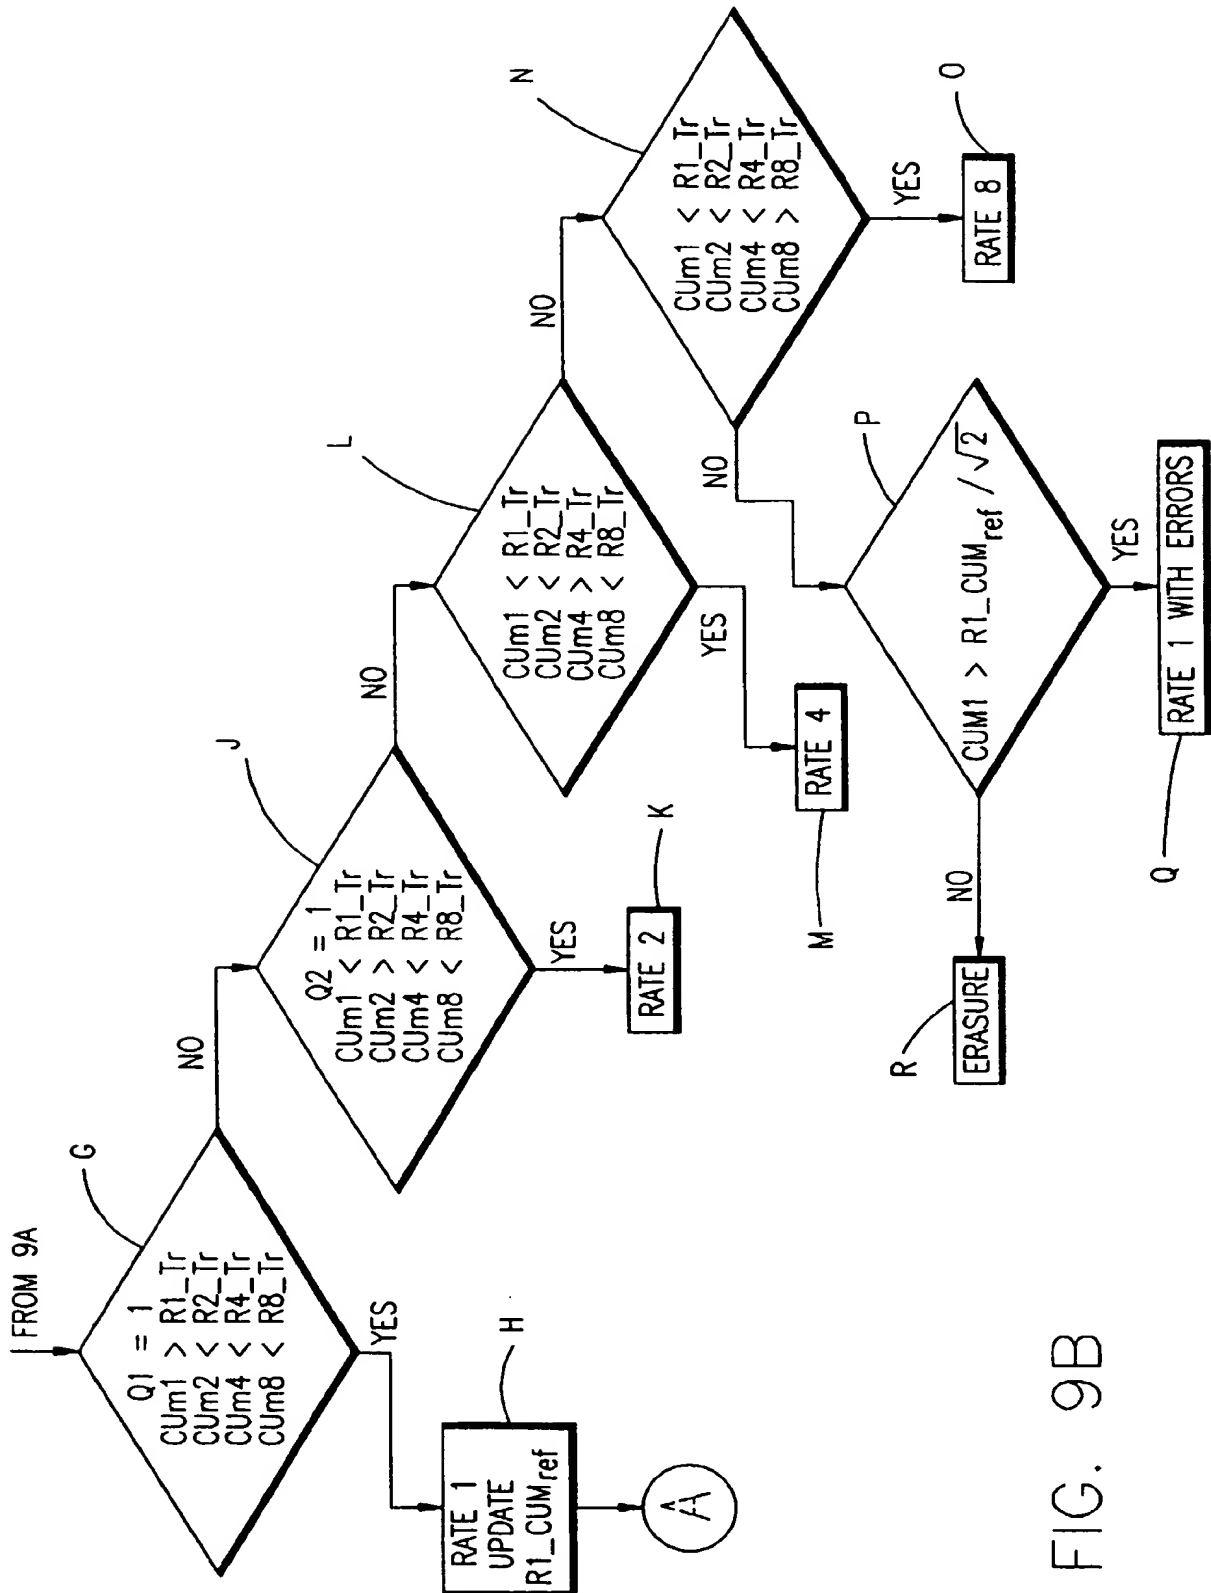 FROM 9A
G
Q1 = 1
CUm1 > R1_Tr
CUm2 < R2_Tr
CUm4 < R4_Tr
CUm8 < R8_Tr
YES
NO
H
RATE 1
UPDATE
R1_CUMref
A
J
Q2 = 1
CUm1 < R1_Tr
CUm2 > R2_Tr
CUm4 < R4_Tr
CUm8 < R8_Tr
YES
NO
RATE 2
K
L
CUm1 < R1_Tr
CUm2 < R2_Tr
CUm4 > R4_Tr
CUm8 < R8_Tr
YES
NO
RATE 4
M
N
CUm1 < R1_Tr
CUm2 < R2_Tr
CUm4 < R4_Tr
CUm8 > R8_Tr
YES
NO
RATE 8
O
P
CUM1 > R1_CUMref / √2
NO
YES
ERASURE
R
RATE 1 WITH ERRORS
Q
FIG. 9B